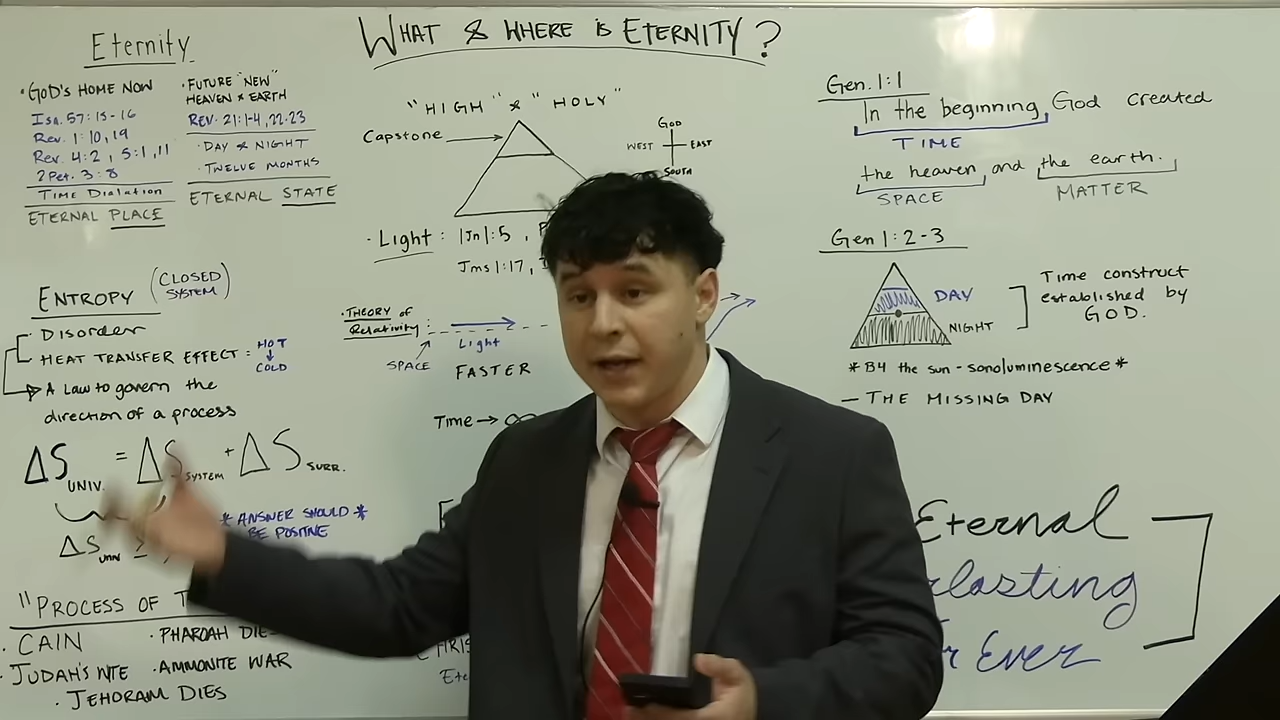 WHAT & WHERE IS ETERNITY?
Eternity
• GOD'S HOME NOW
Isa. 57:15-16
Rev. 1:10, 19
Rev. 4:2, 5:1, 11
2 Pet. 3:8
TIME DIALATION
ETERNAL PLACE
• FUTURE "NEW"
HEAVEN & EARTH
REV. 21:1-4, 22-23
• DAY & NIGHT
• TWELVE MONTHS
ETERNAL STATE
ENTROPY (CLOSED
SYSTEM)
• DISORDER
• HEAT TRANSFER EFFECT: HOT
↓
COLD
• A LAW to govern the
direction of a process
ΔS UNIV. = ΔS SYSTEM + ΔS SURR.
* ANSWER SHOULD *
BE POSITIVE
ΔS UNIV ≥
"PROCESS OF
• CAIN
• JUDAH'S WIFE
• JEHORAM DIES
• PHAROAH
• AMMONITE WAR
"HIGH" & "HOLY"
Capstone
GOD
WEST EAST
SOUTH
• Light: 1Jn 1:5,
Jms 1:17,
• THEORY of
Relativity:
Light
SPACE
FASTER
Time → ∞
Gen. 1:1
In the beginning, God created
TIME
the heaven, and the earth.
SPACE MATTER
Gen 1:2-3
DAY
NIGHT
Time construct
established by
GOD.
* B4 the sun - sonoluminescence *
— THE MISSING DAY
Eternal
Ever